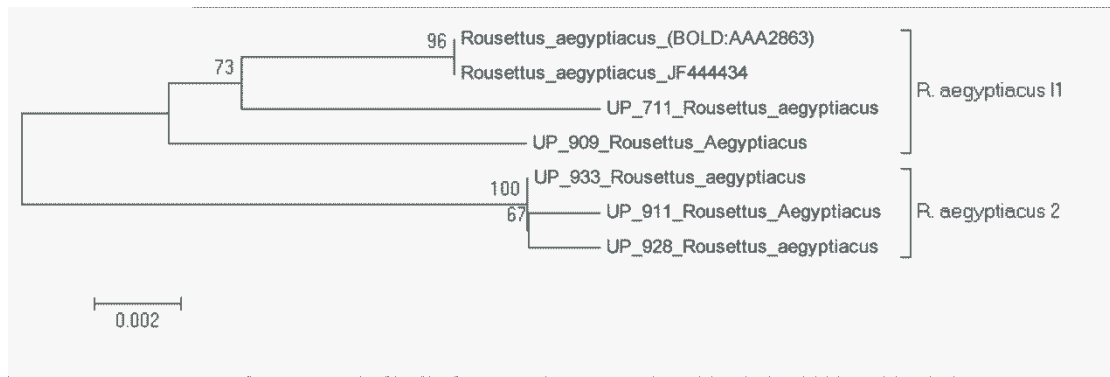 96
Rousettus_aegyptiacus_(BOLD:AAA2863)
73
Rousettus_aegyptiacus_JF444434
R. aegyptiacus I1
UP_711_Rousettus_aegyptiacus
UP_909_Rousettus_Aegyptiacus
100
UP_933_Rousettus_aegyptiacus
67
UP_911_Rousettus_Aegyptiacus
R. aegyptiacus 2
UP_928_Rousettus_aegyptiacus
0.002